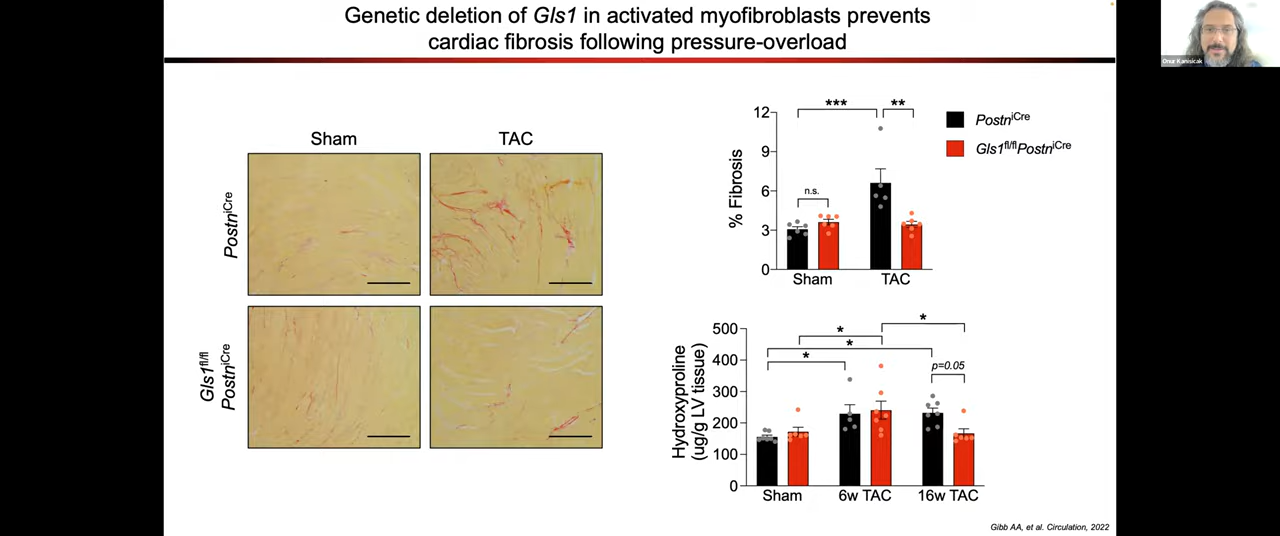 Genetic deletion of Gls1 in activated myofibroblasts prevents
cardiac fibrosis following pressure-overload
Onur Kanisicak
Sham
TAC
PostniCre
Gls1fl/fl
PostniCre
12
9
6
3
0
% Fibrosis
***
**
n.s.
Sham
TAC
PostniCre
Gls1fl/flPostniCre
500
400
300
200
100
0
Hydroxyproline
(ug/g LV tissue)
*
*
*
*
p=0.05
Sham
6w TAC
16w TAC
Gibb AA, et al. Circulation, 2022